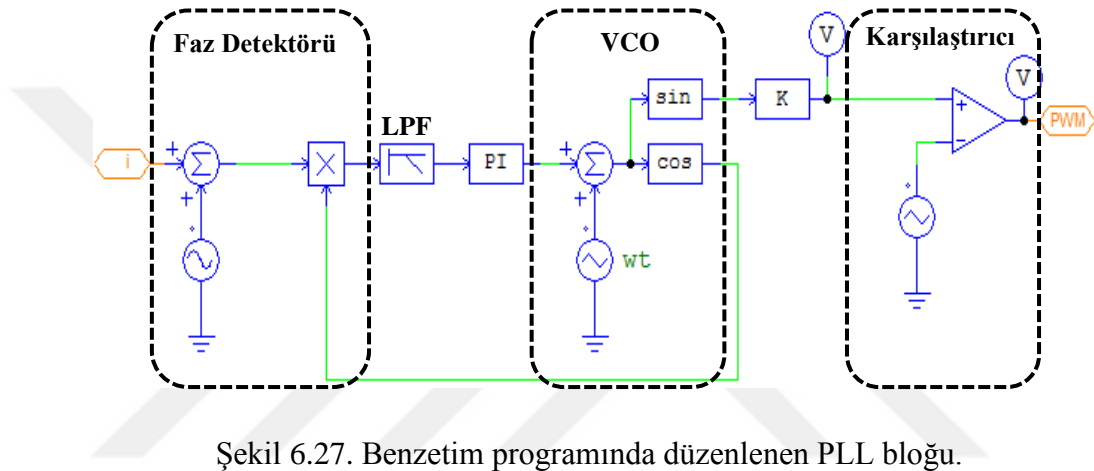 Faz Detektörü
VCO
Karşılaştırıcı
V
V
sin
K
LPF
PWM
i
Σ
X
PI
Σ
cos
wt
Şekil 6.27. Benzetim programında düzenlenen PLL bloğu.